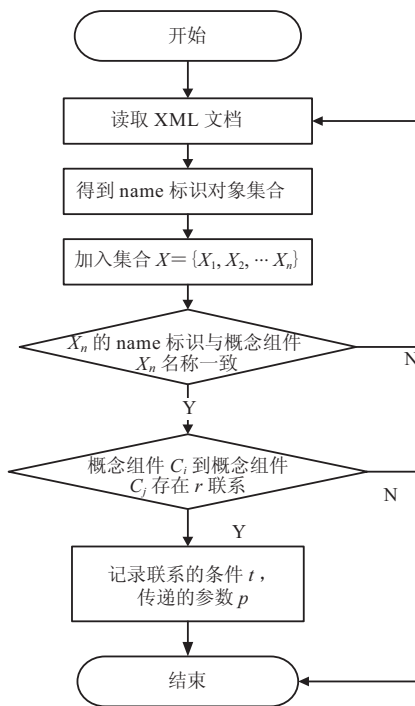 开始
读取 XML 文档
得到 name 标识对象集合
加入集合 X＝{X₁, X₂, … Xₙ}
Xₙ 的 name 标识与概念组件
Xₙ 名称一致
N
Y
概念组件 Cᵢ 到概念组件
Cⱼ 存在 r 联系
N
Y
记录联系的条件 t，
传递的参数 p
结束